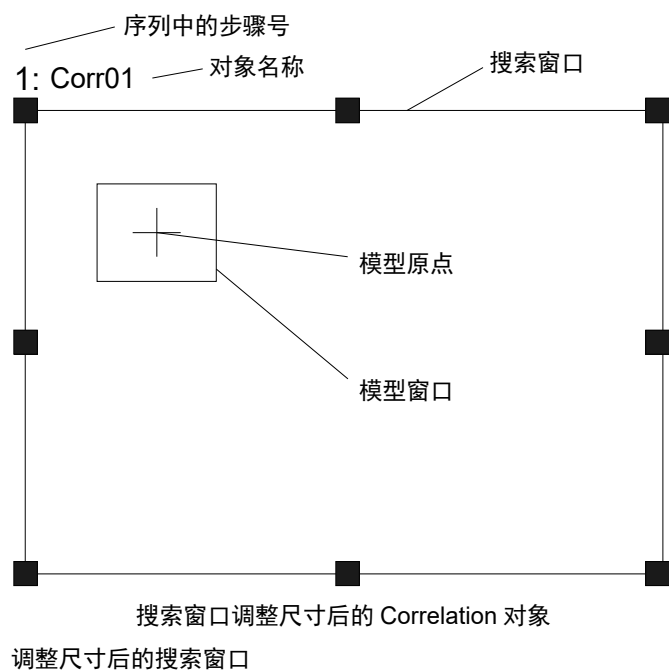 序列中的步骤号
1: Corr01
对象名称
搜索窗口
模型原点
模型窗口
搜索窗口调整尺寸后的 Correlation 对象
调整尺寸后的搜索窗口